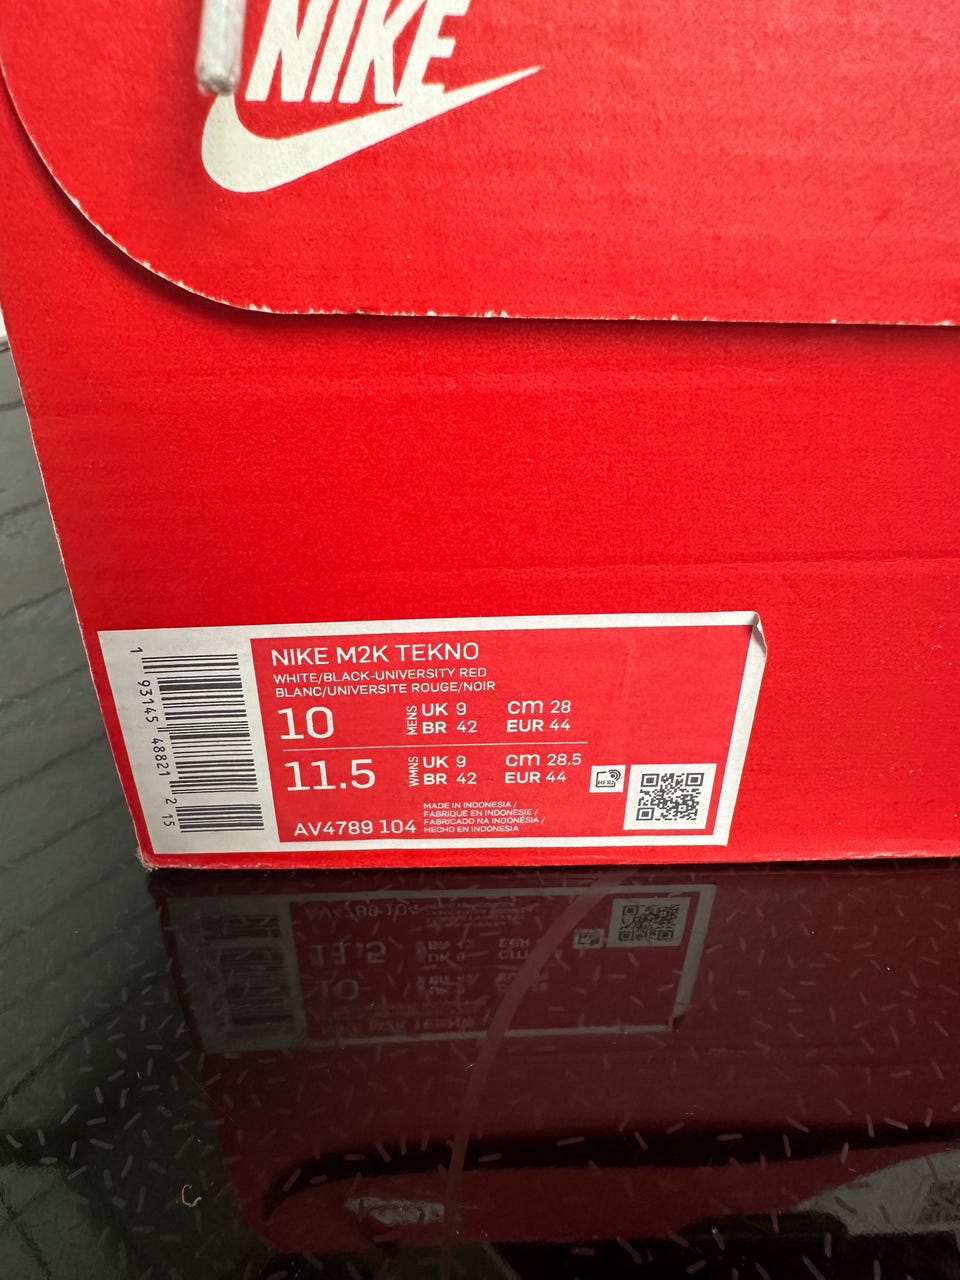 NIKE
NIKE M2K TEKNO
WHITE/BLACK-UNIVERSITY RED
BLANC/UNIVERSITE ROUGE/NOIR
10 MENS UK 9 cm 28
BR 42 EUR 44
11.5 WMNS UK 9 cm 28.5
BR 42 EUR 44
AV4789 104
MADE IN INDONESIA /
FABRIQUE EN INDONESIE /
FABRICADO NA INDONÉSIA /
HECHO EN INDONESIA
1 93145 48821 2 15